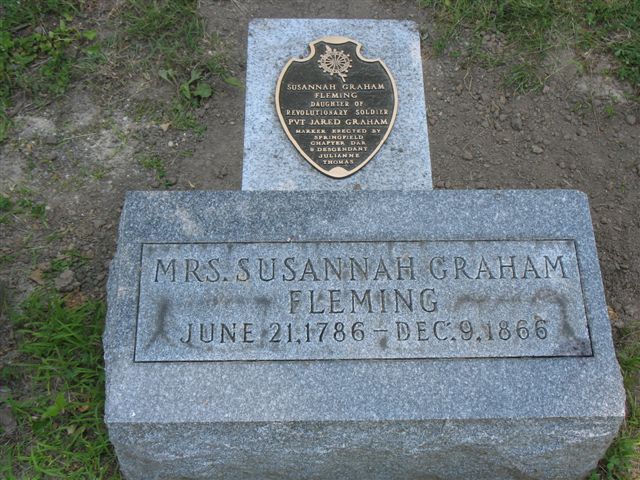 SUSANNAH GRAHAM
FLEMING
DAUGHTER OF
REVOLUTIONARY SOLDIER
PVT JARED GRAHAM
MARKER ERECTED BY
SPRINGFIELD
CHAPTER DAR
& DESCENDANT
JULIANNE
THOMAS
MRS. SUSANNAH GRAHAM
FLEMING
JUNE 21, 1786 - DEC. 9, 1866